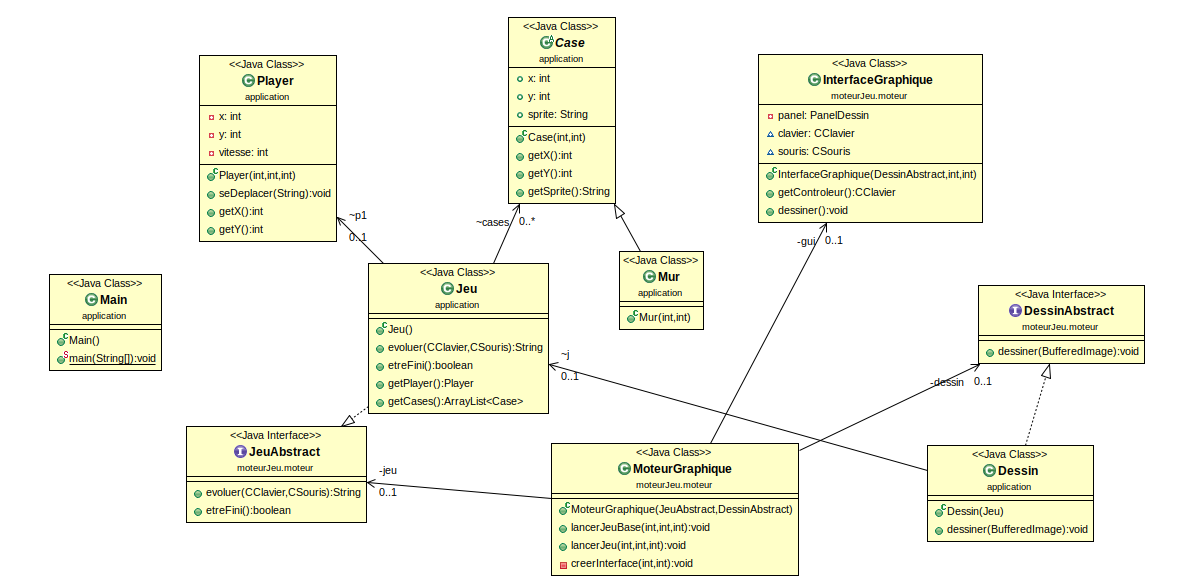 <<Java Class>>
Player
application
x: int
y: int
vitesse: int
Player(int,int,int)
seDeplacer(String):void
getX():int
getY():int
<<Java Class>>
Case
application
x: int
y: int
sprite: String
Case(int,int)
getX():int
getY():int
getSprite():String
<<Java Class>>
InterfaceGraphique
moteurJeu.moteur
panel: PanelDessin
clavier: CClavier
souris: CSouris
InterfaceGraphique(DessinAbstract,int,int)
getControleur():CClavier
dessiner():void
~p1
0..1
~cases
0..*
-gui
0..1
<<Java Class>>
Main
application
Main()
main(String[]):void
<<Java Class>>
Jeu
application
Jeu()
evoluer(CClavier,CSouris):String
etreFini():boolean
getPlayer():Player
getCases():ArrayList<Case>
<<Java Class>>
Mur
application
Mur(int,int)
<<Java Interface>>
DessinAbstract
moteurJeu.moteur
dessiner(BufferedImage):void
~j
0..1
-dessin
0..1
<<Java Interface>>
JeuAbstract
moteurJeu.moteur
evoluer(CClavier,CSouris):String
etreFini():boolean
-jeu
0..1
<<Java Class>>
MoteurGraphique
moteurJeu.moteur
MoteurGraphique(JeuAbstract,DessinAbstract)
lancerJeuBase(int,int,int):void
lancerJeu(int,int,int):void
creerInterface(int,int):void
<<Java Class>>
Dessin
application
Dessin(Jeu)
dessiner(BufferedImage):void